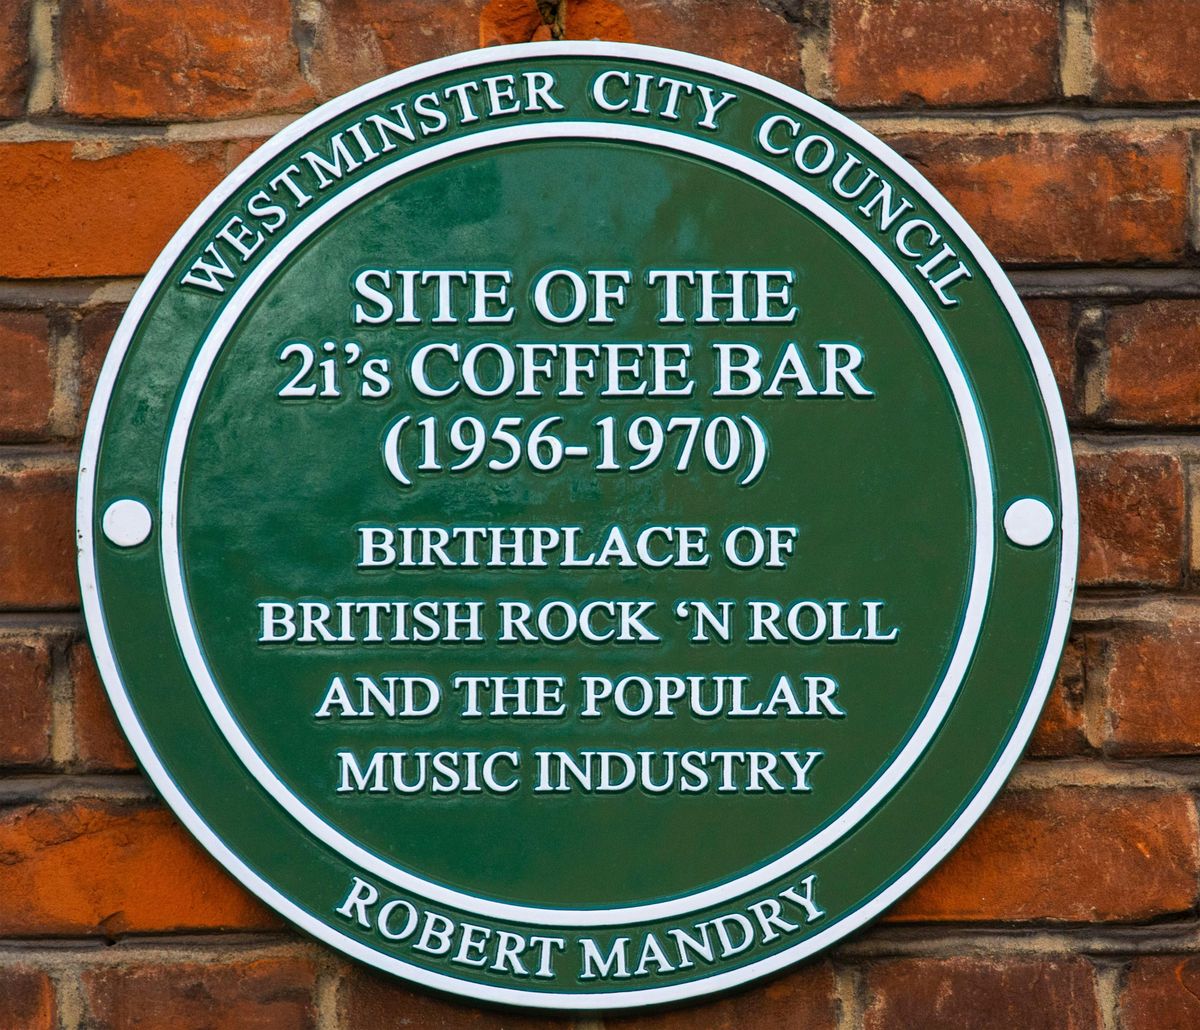 WESTMINSTER CITY COUNCIL
SITE OF THE
2i’s COFFEE BAR
(1956-1970)
BIRTHPLACE OF
BRITISH ROCK ‘N ROLL
AND THE POPULAR
MUSIC INDUSTRY
ROBERT MANDRY